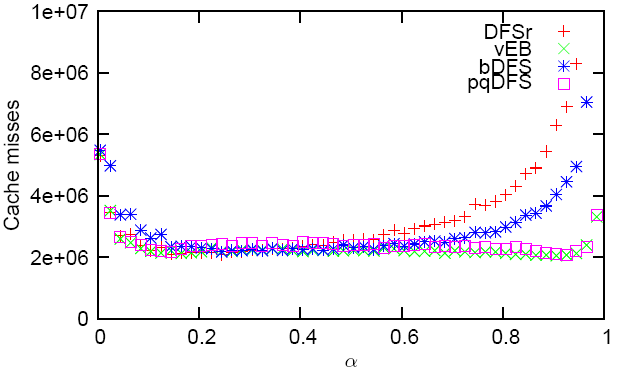 1e+07
8e+06
6e+06
4e+06
2e+06
0
Cache misses
DFSr
vEB
bDFS
pqDFS
0 0.2 0.4 0.6 0.8 1
α